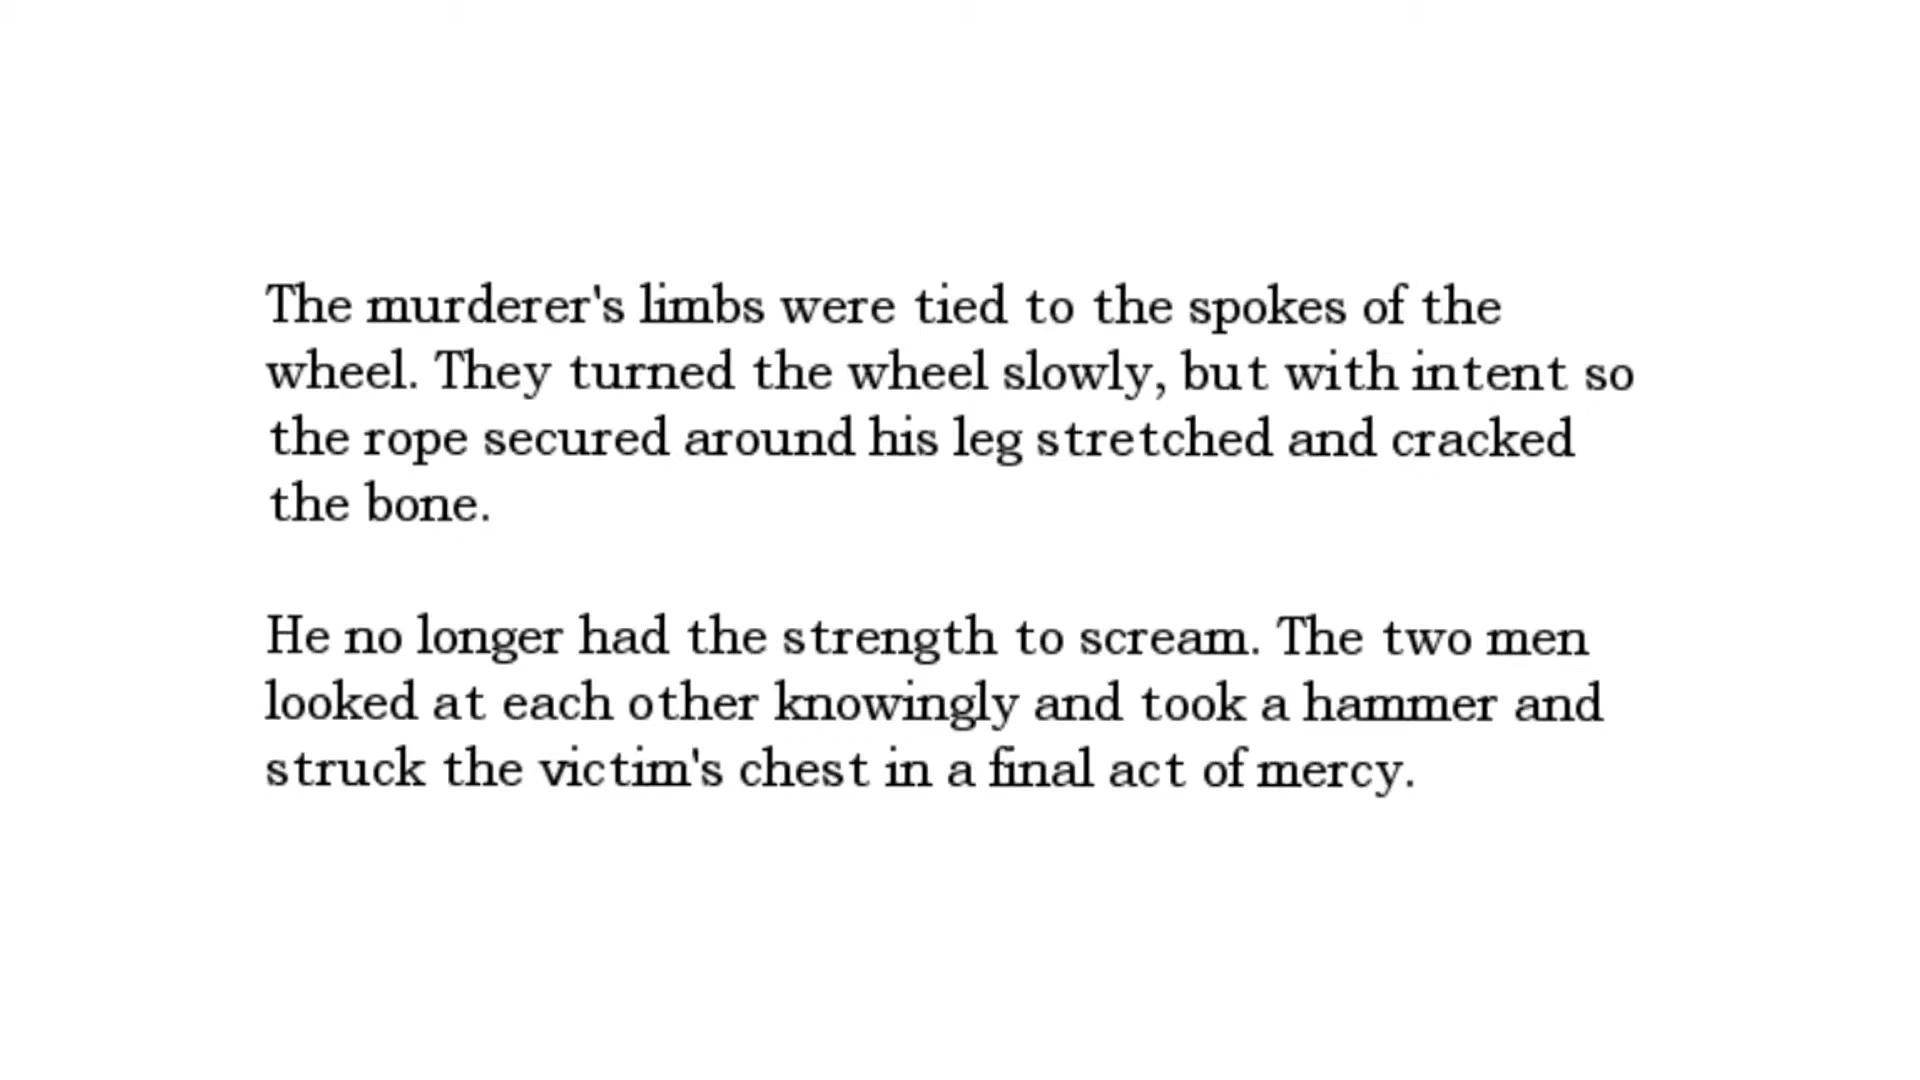 The murderer's limbs were tied to the spokes of the
wheel. They turned the wheel slowly, but with intent so
the rope secured around his leg stretched and cracked
the bone.
He no longer had the strength to scream. The two men
looked at each other knowingly and took a hammer and
struck the victim's chest in a final act of mercy.